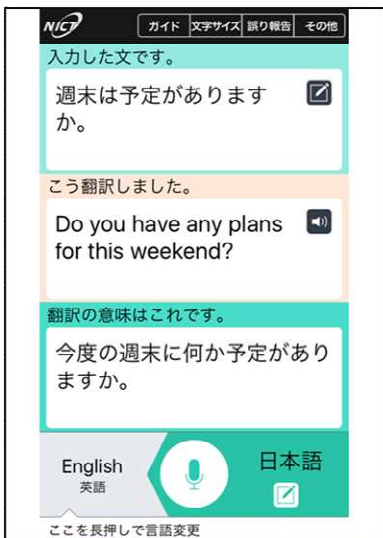 NICT ガイド 文字サイズ 誤り報告 その他
入力した文です。
週末は予定があります
か。
こう翻訳しました。
Do you have any plans
for this weekend?
翻訳の意味はこれです。
今度の週末に何か予定があり
ますか。
English 日本語
英語
ここを長押しで言語変更